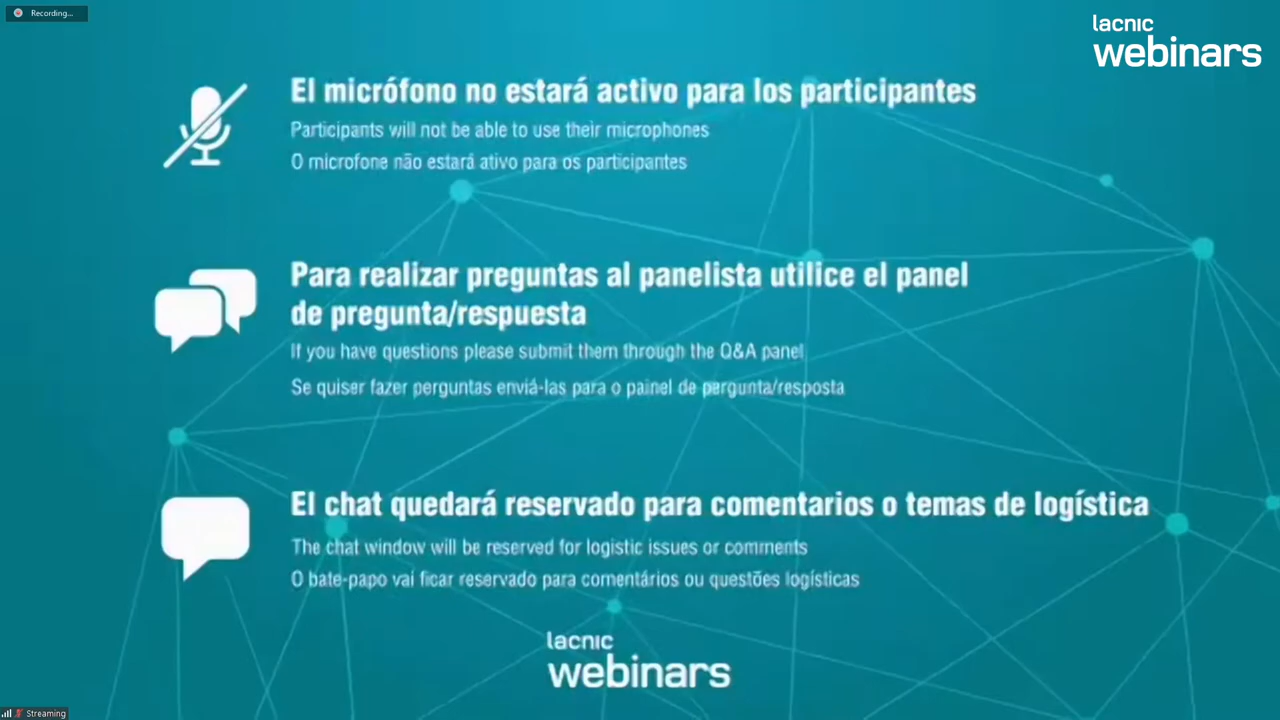 Recording...
lacnic
webinars
El micrófono no estará activo para los participantes
Participants will not be able to use their microphones
O microfone não estará ativo para os participantes
Para realizar preguntas al panelista utilice el panel
de pregunta/respuesta
If you have questions please submit them through the Q&A panel
Se quiser fazer perguntas enviá-las para o painel de pergunta/resposta
El chat quedará reservado para comentarios o temas de logística
The chat window will be reserved for logistic issues or comments
O bate-papo vai ficar reservado para comentários ou questões logísticas
lacnic
webinars
Streaming